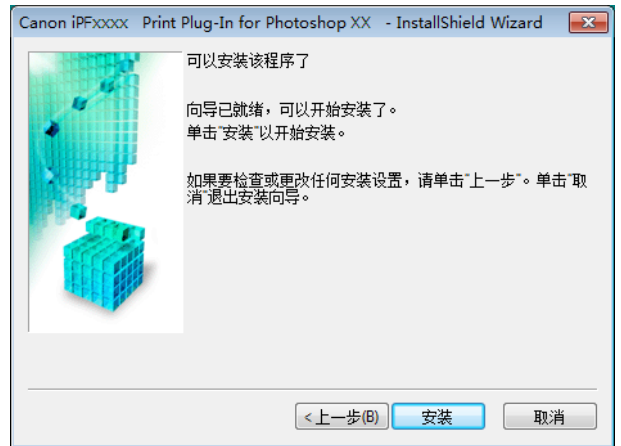 Canon iPFxxxx Print Plug-In for Photoshop XX - InstallShield Wizard
可以安装该程序了
向导已就绪，可以开始安装了。
单击"安装"以开始安装。
如果要检查或更改任何安装设置，请单击"上一步"。单击"取
消"退出安装向导。
<上一步(B)
安装
取消